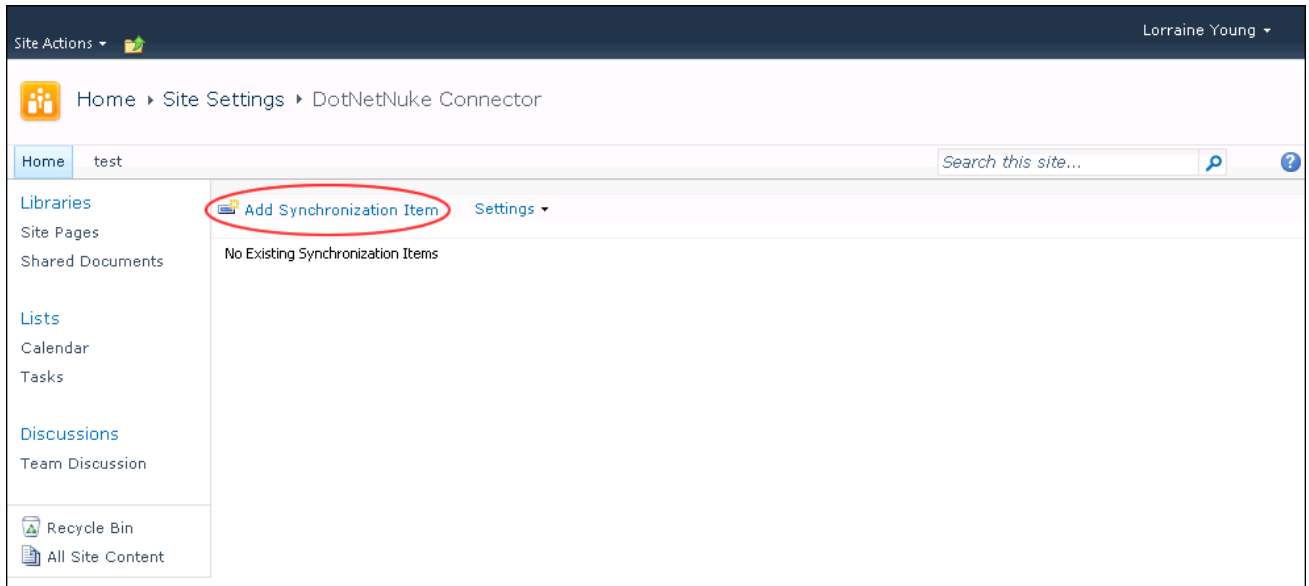 Lorraine Young
Site Actions
Home ▸ Site Settings ▸ DotNetNuke Connector
Home test Search this site...
Libraries
Add Synchronization Item Settings
Site Pages
No Existing Synchronization Items
Shared Documents
Lists
Calendar
Tasks
Discussions
Team Discussion
Recycle Bin
All Site Content